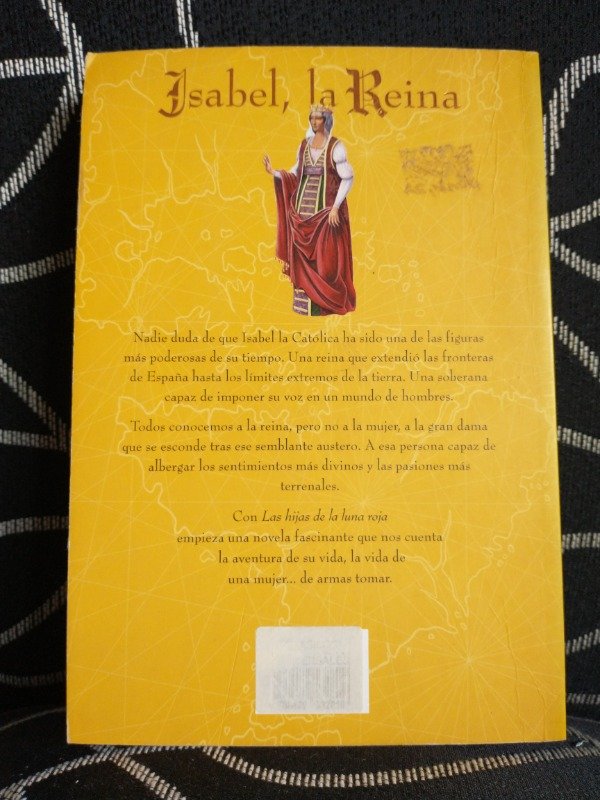 Isabel, la Reina
Nadie duda de que Isabel la Católica ha sido una de las figuras
más poderosas de su tiempo. Una reina que extendió las fronteras
de España hasta los límites extremos de la tierra. Una soberana
capaz de imponer su voz en un mundo de hombres.
Todos conocemos a la reina, pero no a la mujer, a la gran dama
que se esconde tras ese semblante austero. A esa persona capaz de
albergar los sentimientos más divinos y las pasiones más
terrenales.
Con Las hijas de la luna roja
empieza una novela fascinante que nos cuenta
la aventura de su vida, la vida de
una mujer... de armas tomar.